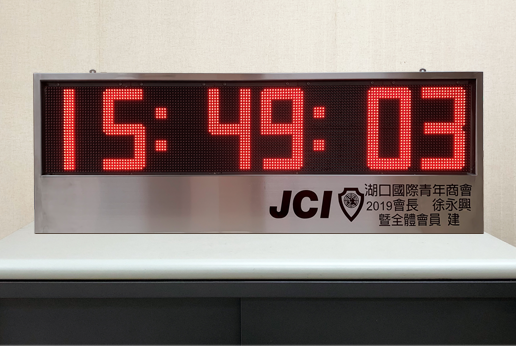 15:49:03
JCI
湖口國際青年商會
2019會長 徐永興
暨全體會員 建